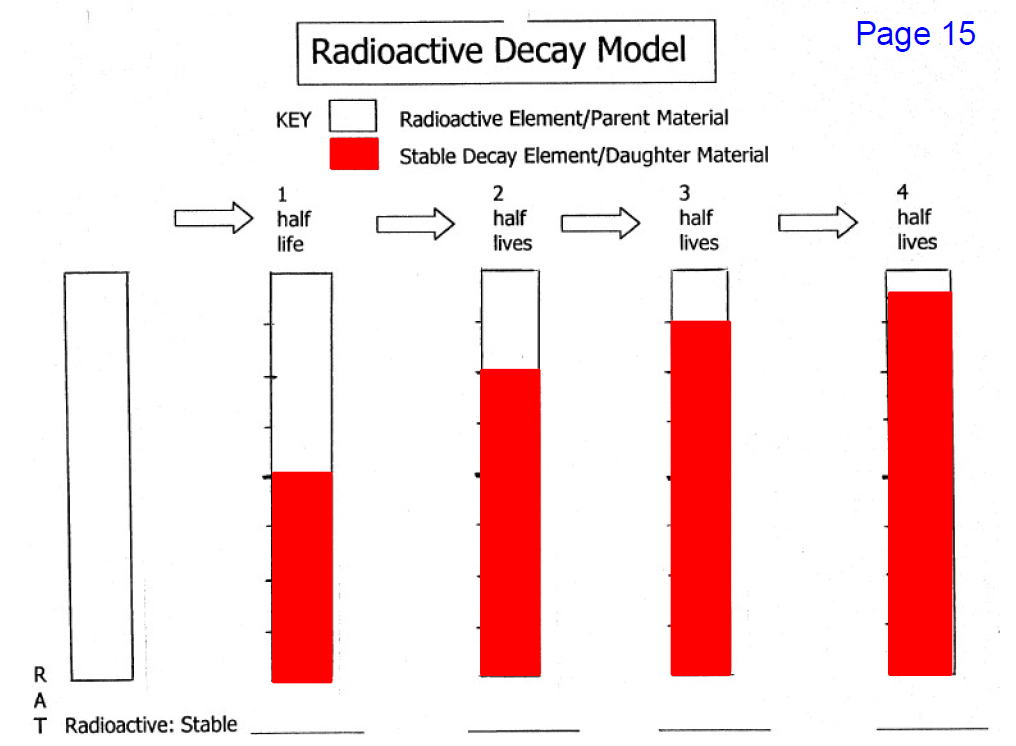 Page 15
Radioactive Decay Model
KEY
Radioactive Element/Parent Material
Stable Decay Element/Daughter Material
1
half
life
2
half
lives
3
half
lives
4
half
lives
R
A
T
Radioactive: Stable